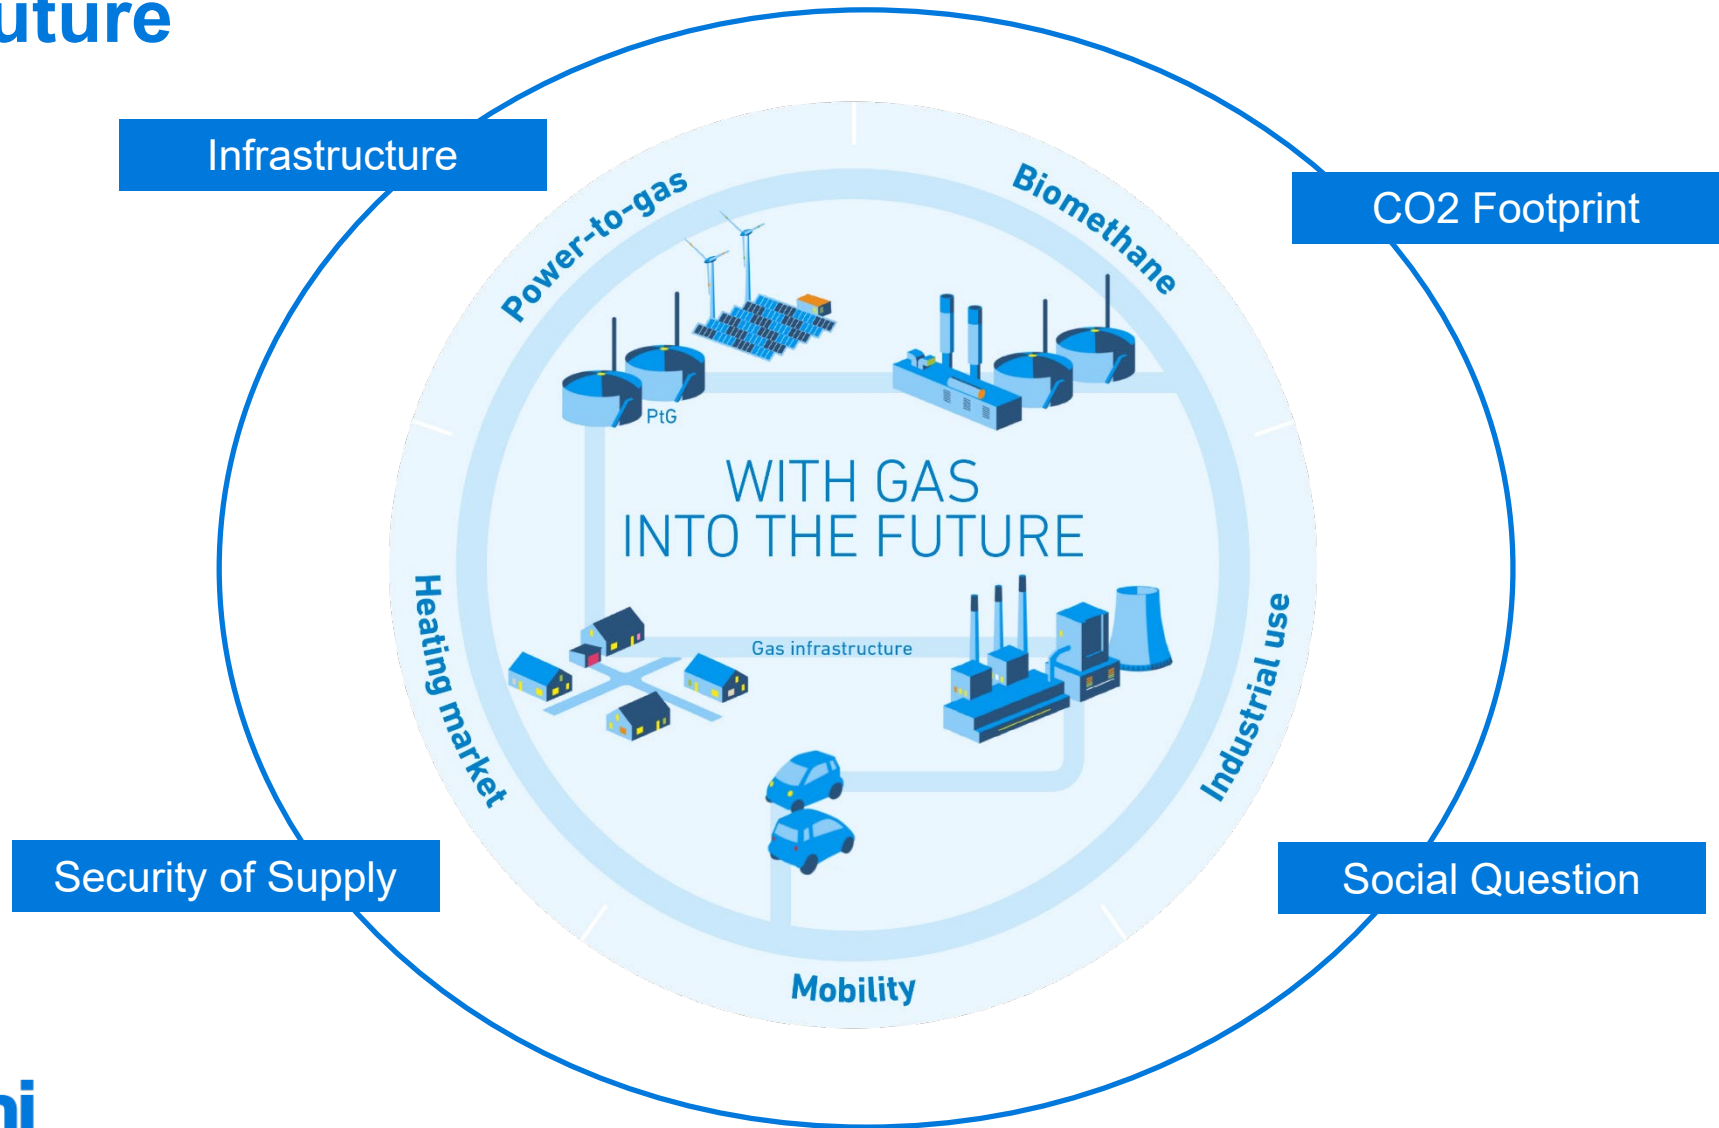 uture
Infrastructure
CO2 Footprint
Power-to-gas
Biomethane
PtG
WITH GAS
INTO THE FUTURE
Gas infrastructure
Heating market
Industrial use
Security of Supply
Social Question
Mobility
ni